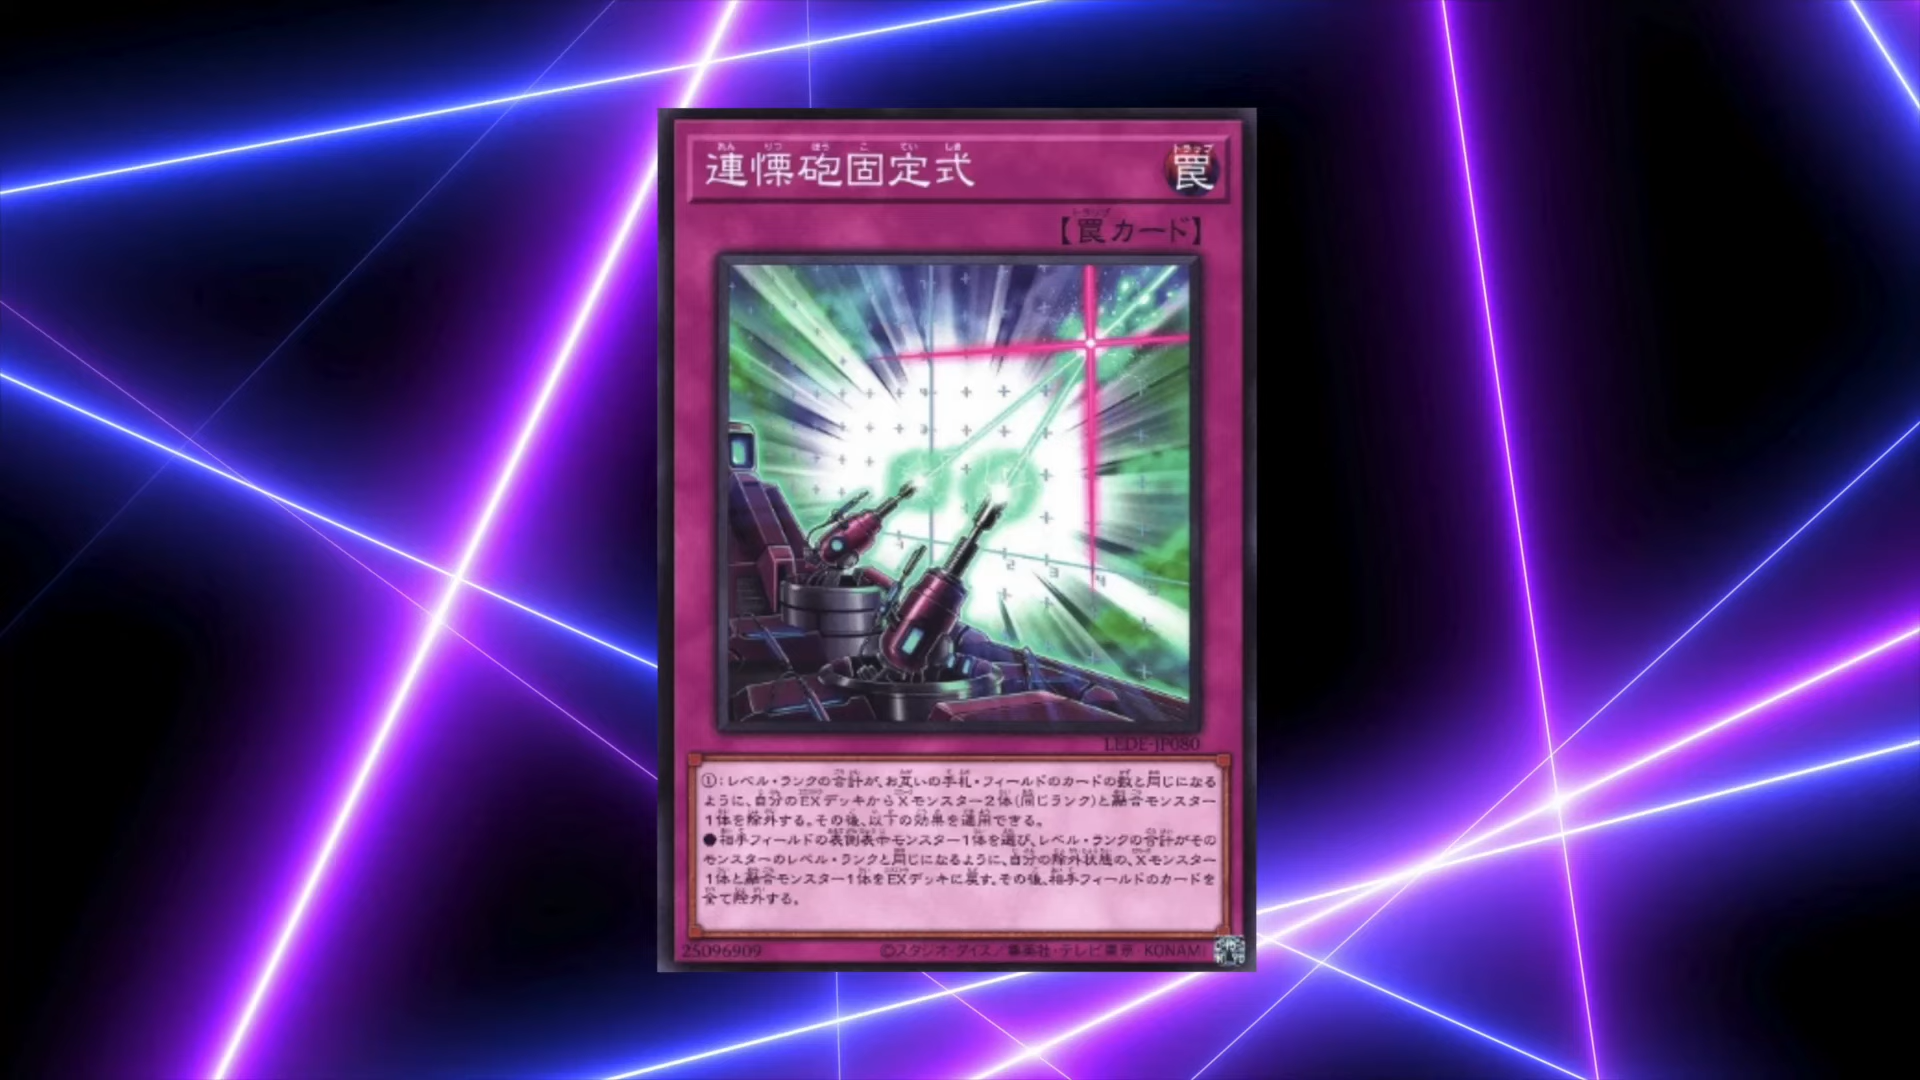 連慄砲固定式
罠
【罠カード】
LEDE-JP080
①：レベル・ランクの合計が、お互いの手札・フィールドのカードの数と同じになる
ように、自分のEXデッキからXモンスター2体(同じランク)と融合モンスター
1体を除外する。その後、以下の効果を適用できる。
●相手フィールドの表側表示モンスター1体を選び、レベル・ランクの合計がその
モンスターのレベル・ランクと同じになるように、自分の除外状態の、Xモンスター
1体と融合モンスター1体をEXデッキに戻す。その後、相手フィールドのカードを
全て除外する。
25096909
©スタジオ・ダイス／集英社・テレビ東京・KONAMI